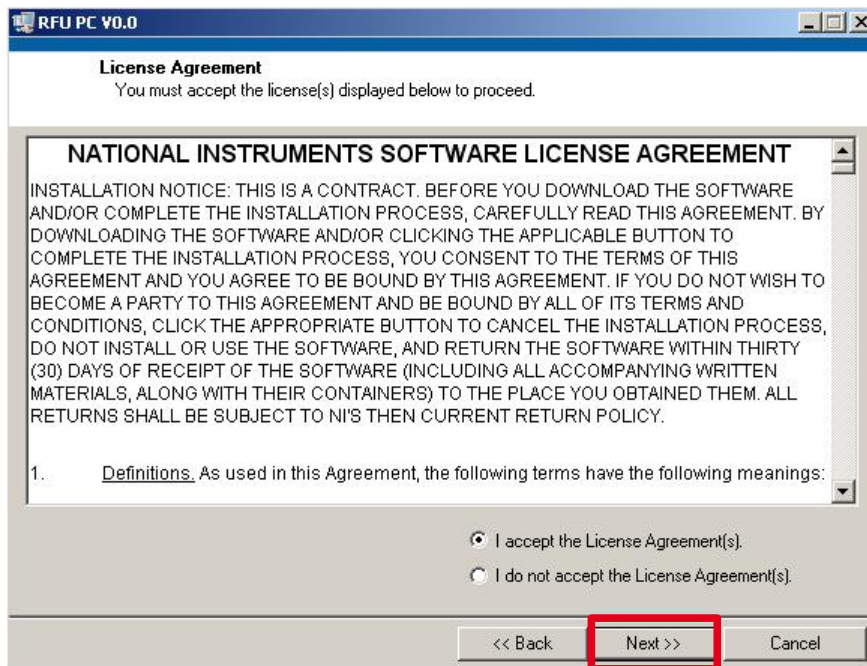 RFU PC V0.0
License Agreement
You must accept the license(s) displayed below to proceed.
NATIONAL INSTRUMENTS SOFTWARE LICENSE AGREEMENT
INSTALLATION NOTICE: THIS IS A CONTRACT. BEFORE YOU DOWNLOAD THE SOFTWARE
AND/OR COMPLETE THE INSTALLATION PROCESS, CAREFULLY READ THIS AGREEMENT. BY
DOWNLOADING THE SOFTWARE AND/OR CLICKING THE APPLICABLE BUTTON TO
COMPLETE THE INSTALLATION PROCESS, YOU CONSENT TO THE TERMS OF THIS
AGREEMENT AND YOU AGREE TO BE BOUND BY THIS AGREEMENT. IF YOU DO NOT WISH TO
BECOME A PARTY TO THIS AGREEMENT AND BE BOUND BY ALL OF ITS TERMS AND
CONDITIONS, CLICK THE APPROPRIATE BUTTON TO CANCEL THE INSTALLATION PROCESS,
DO NOT INSTALL OR USE THE SOFTWARE, AND RETURN THE SOFTWARE WITHIN THIRTY
(30) DAYS OF RECEIPT OF THE SOFTWARE (INCLUDING ALL ACCOMPANYING WRITTEN
MATERIALS, ALONG WITH THEIR CONTAINERS) TO THE PLACE YOU OBTAINED THEM. ALL
RETURNS SHALL BE SUBJECT TO NI'S THEN CURRENT RETURN POLICY.
1. Definitions. As used in this Agreement, the following terms have the following meanings:
I accept the License Agreement(s).
I do not accept the License Agreement(s).
<< Back Next >> Cancel